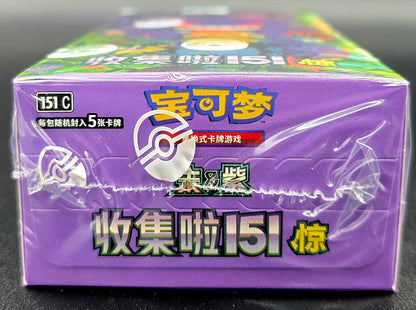 收集啦151
151 C
每包随机封入5张卡牌
宝可梦
换式卡牌游戏
朱&紫
收集啦151 惊